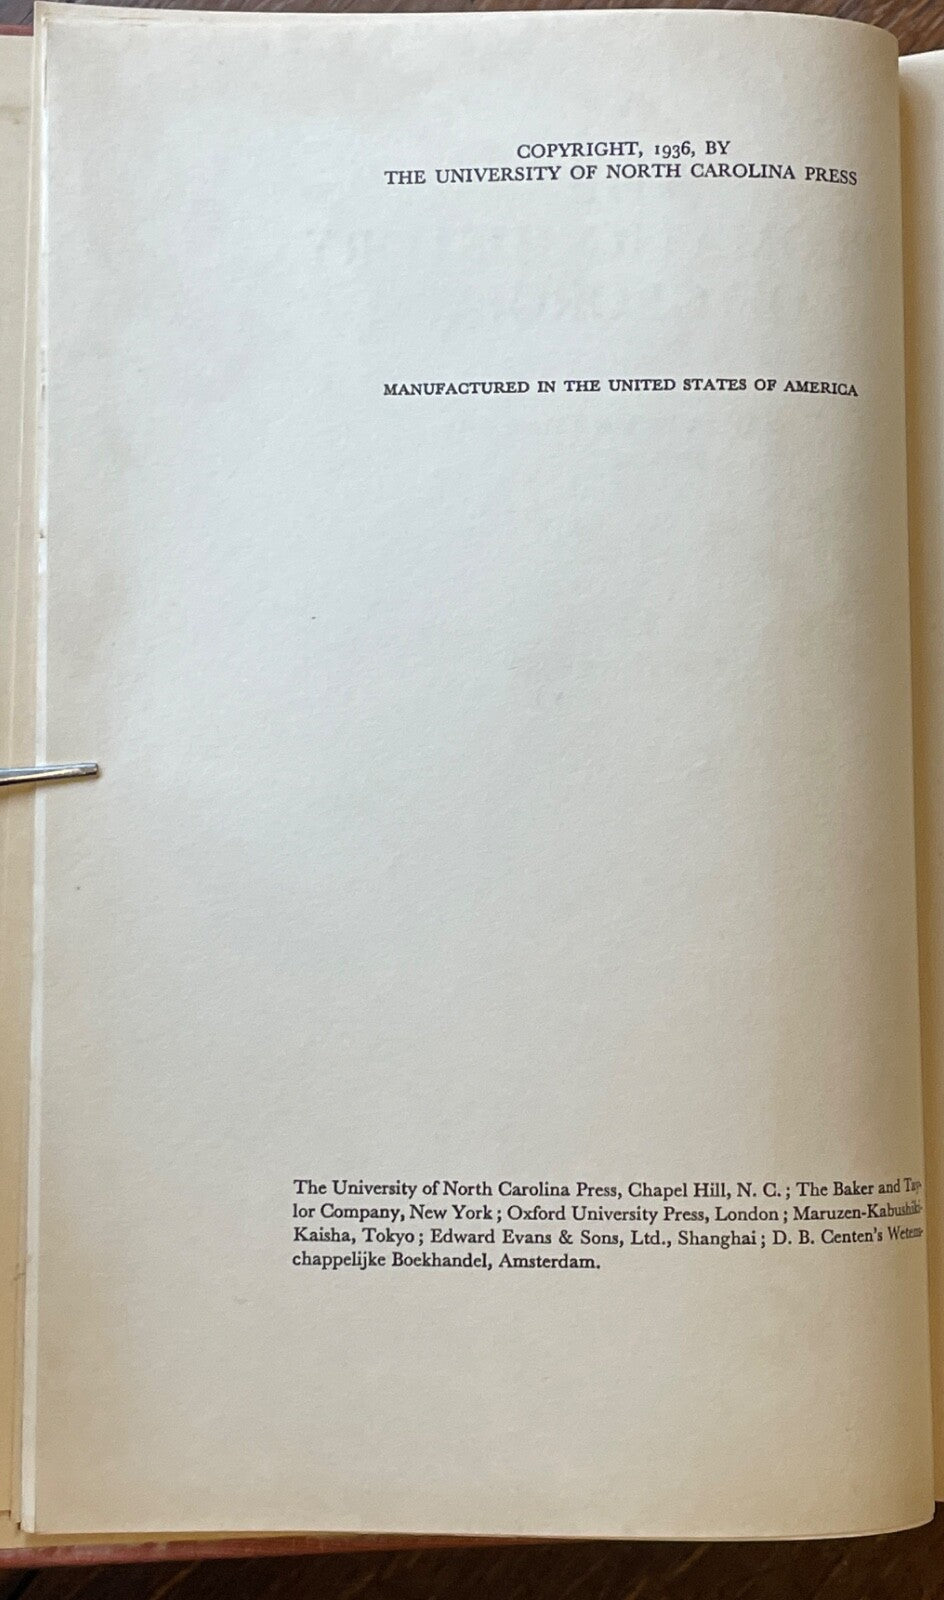 COPYRIGHT, 1936, BY
THE UNIVERSITY OF NORTH CAROLINA PRESS
MANUFACTURED IN THE UNITED STATES OF AMERICA
The University of North Carolina Press, Chapel Hill, N. C.; The Baker and Tay-
lor Company, New York; Oxford University Press, London; Maruzen-Kabushiki-
Kaisha, Tokyo; Edward Evans & Sons, Ltd., Shanghai; D. B. Centen's Wetens-
chappelijke Boekhandel, Amsterdam.